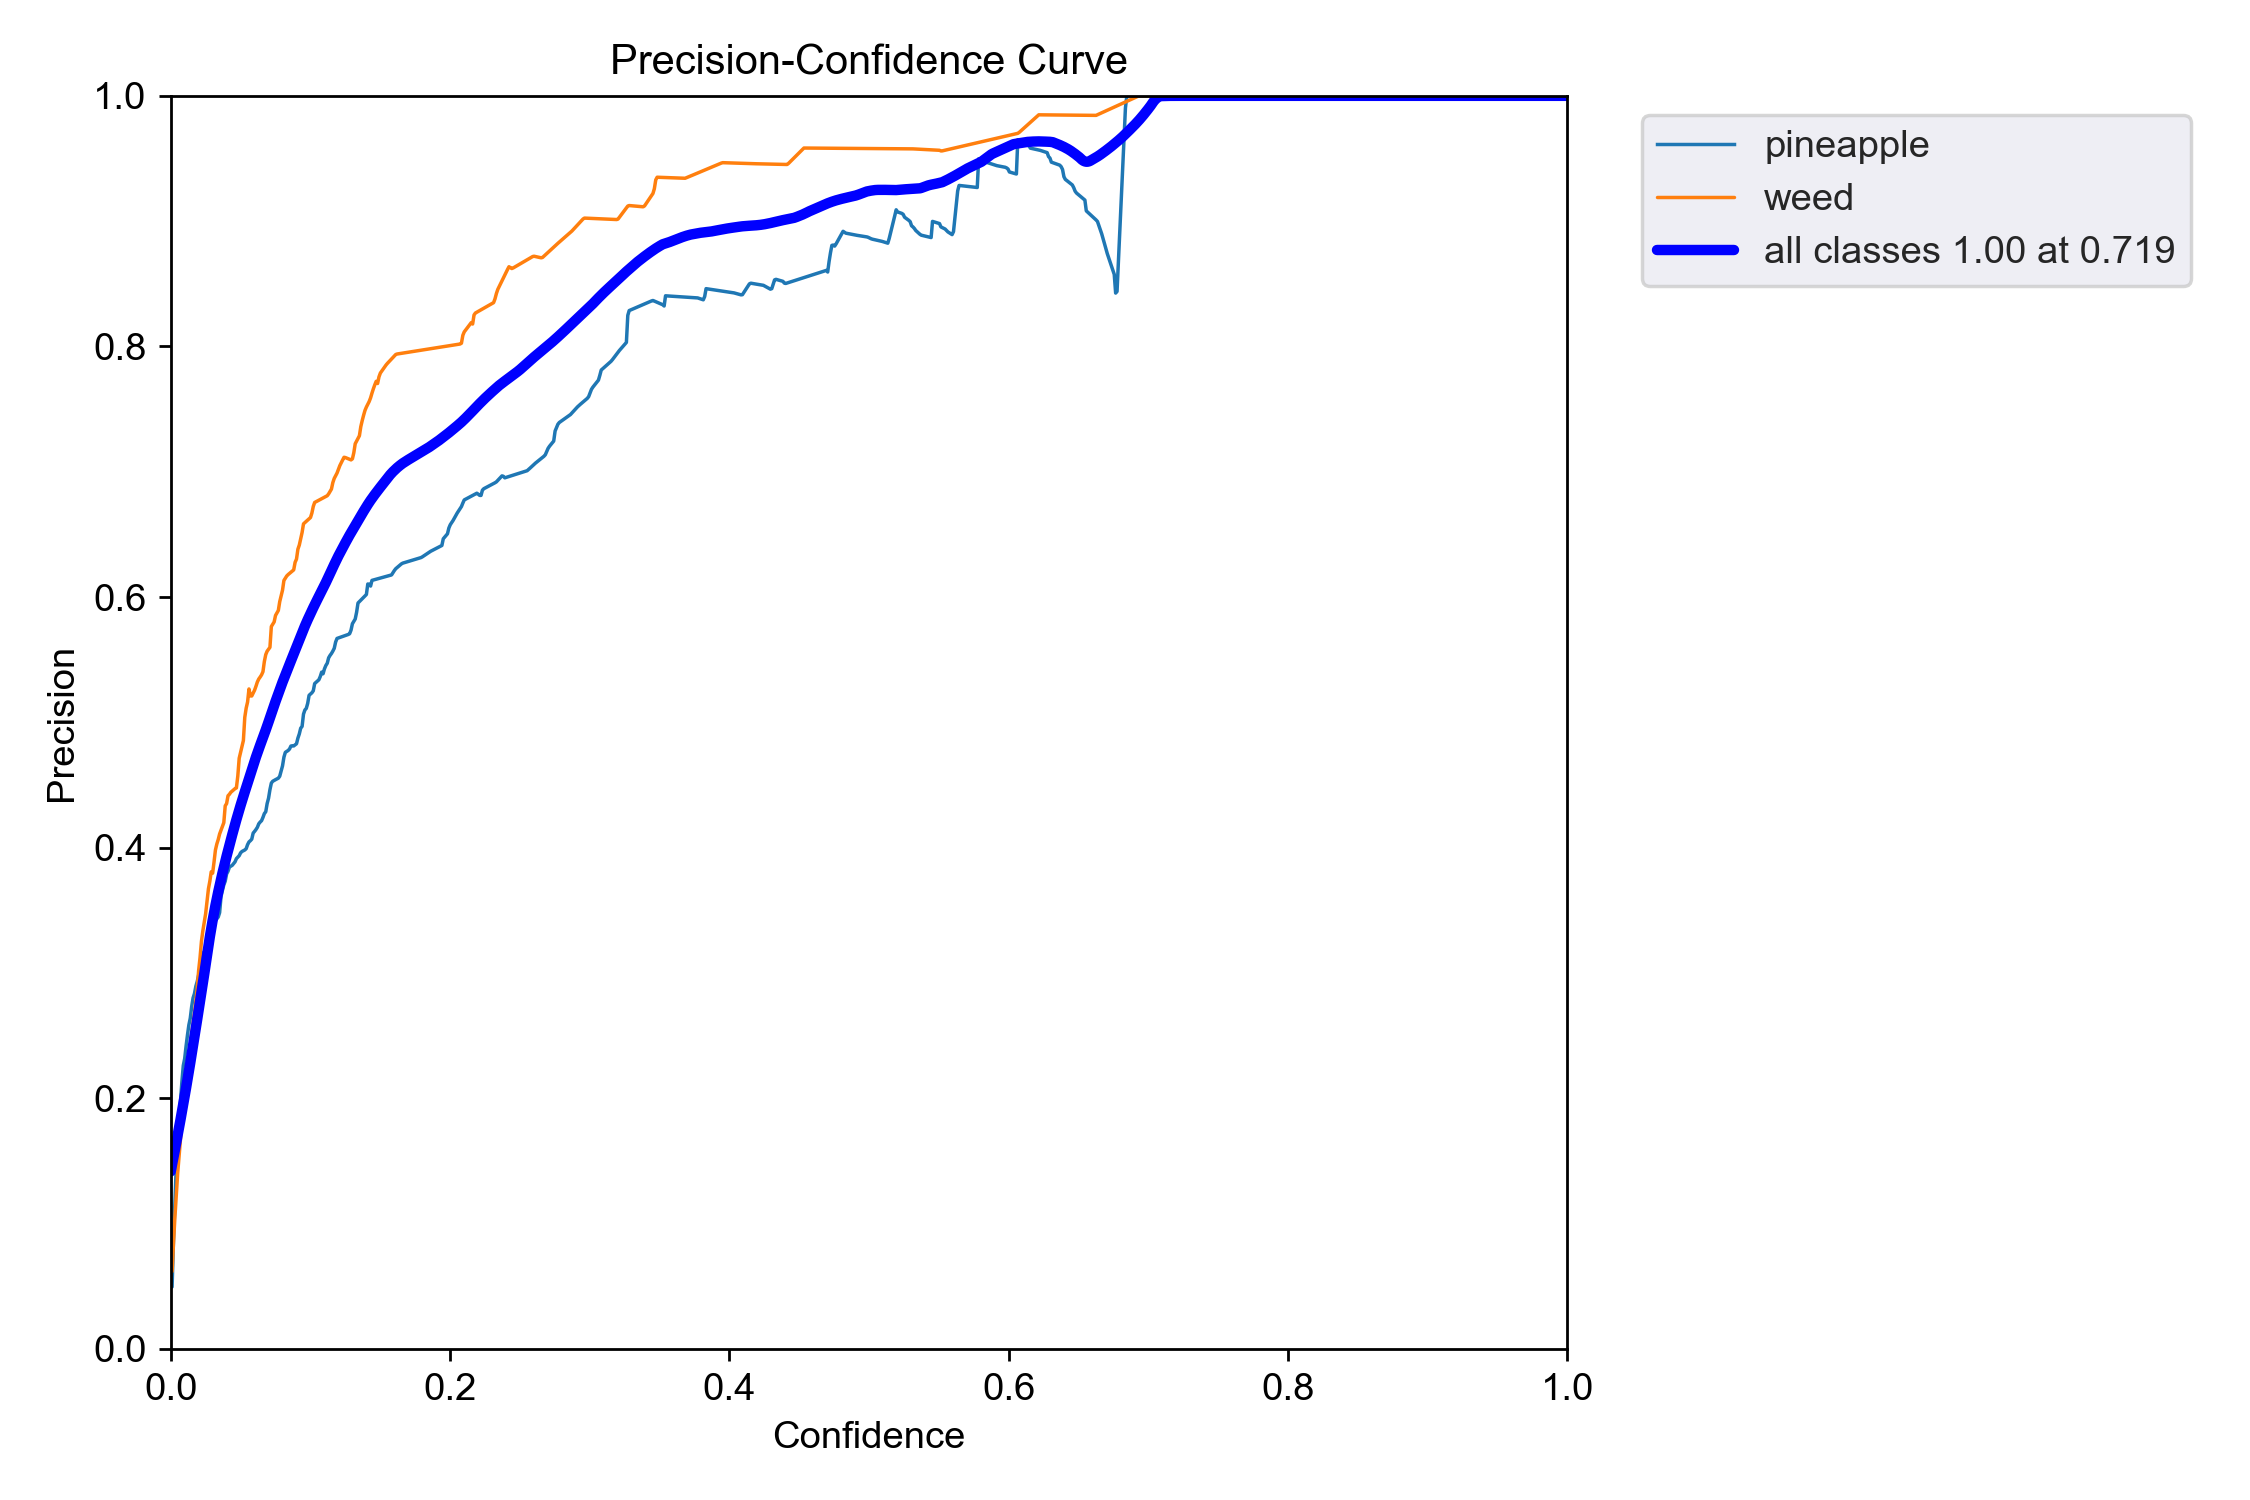 Precision-Confidence Curve
1.0
0.8
0.6
0.4
0.2
0.0
Precision
0.0 0.2 0.4 0.6 0.8 1.0
Confidence
pineapple
weed
all classes 1.00 at 0.719